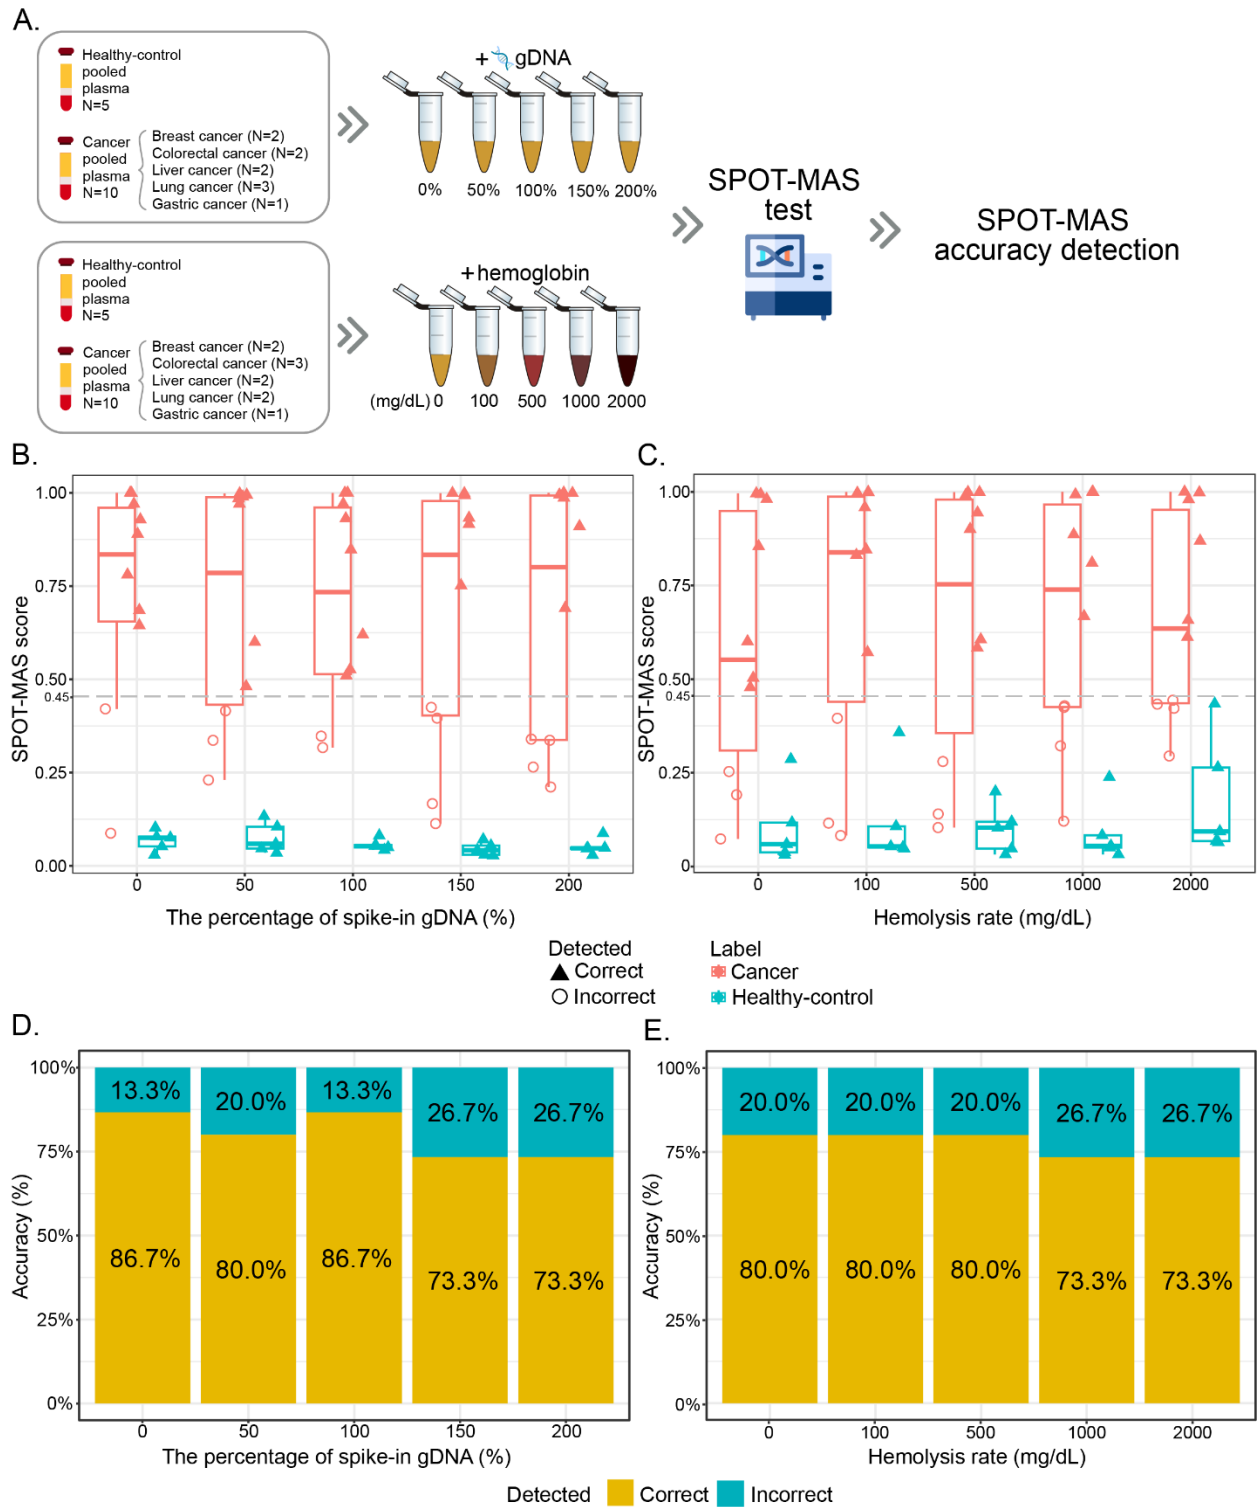 A.
Healthy-control
pooled
plasma
N=5
Cancer
pooled
plasma
N=10
Breast cancer (N=2)
Colorectal cancer (N=2)
Liver cancer (N=2)
Lung cancer (N=3)
Gastric cancer (N=1)
+ gDNA
0% 50% 100% 150% 200%
Healthy-control
pooled
plasma
N=5
Cancer
pooled
plasma
N=10
Breast cancer (N=2)
Colorectal cancer (N=3)
Liver cancer (N=2)
Lung cancer (N=2)
Gastric cancer (N=1)
+hemoglobin
(mg/dL) 0 100 500 1000 2000
SPOT-MAS
test
SPOT-MAS
accuracy detection
B.
SPOT-MAS score
1.00
0.75
0.50
0.45
0.25
0.00
0 50 100 150 200
The percentage of spike-in gDNA (%)
C.
SPOT-MAS score
1.00
0.75
0.50
0.45
0.25
0
0 100 500 1000 2000
Hemolysis rate (mg/dL)
Detected
Correct
Incorrect
Label
Cancer
Healthy-control
D.
Accuracy (%)
100%
75%
50%
25%
0%
13.3% 20.0% 13.3% 26.7% 26.7%
86.7% 80.0% 86.7% 73.3% 73.3%
0 50 100 150 200
The percentage of spike-in gDNA (%)
E.
Accuracy (%)
100%
75%
50%
25%
0%
20.0% 20.0% 20.0% 26.7% 26.7%
80.0% 80.0% 80.0% 73.3% 73.3%
0 100 500 1000 2000
Hemolysis rate (mg/dL)
Detected Correct Incorrect